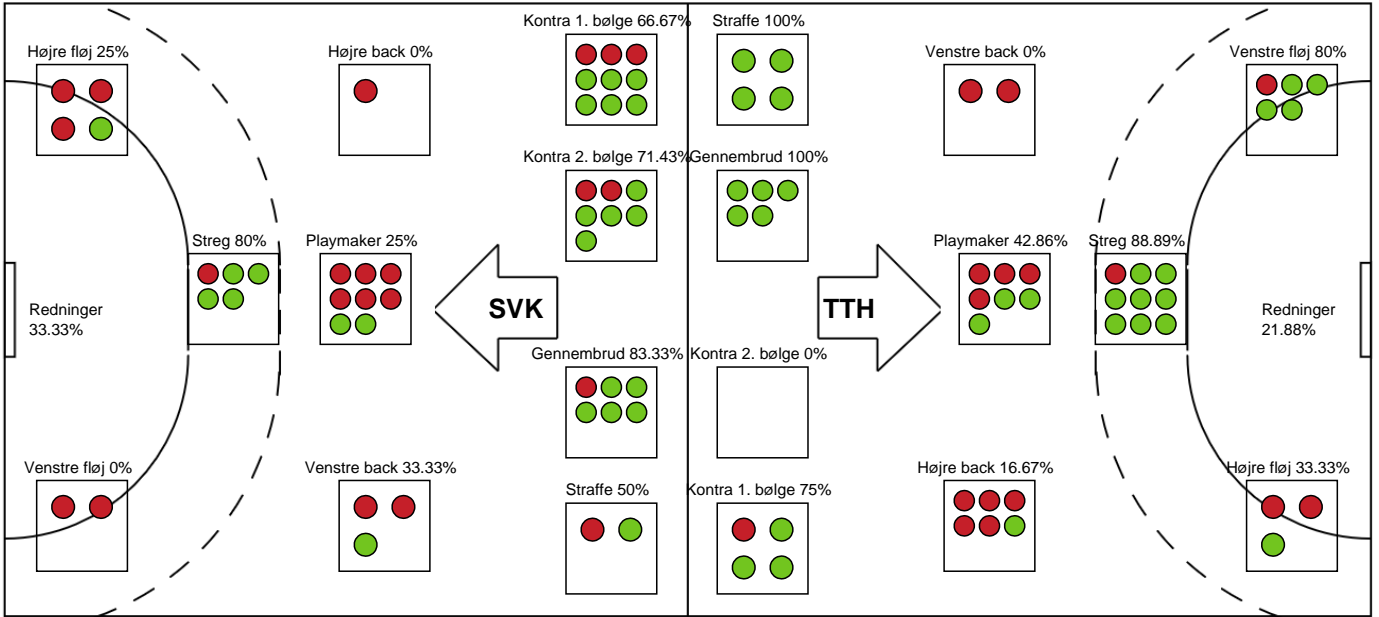 Kontra 1. bølge 66.67%
Straffe 100%
Højre fløj 25%
Højre back 0%
Venstre back 0%
Venstre fløj 80%
Kontra 2. bølge 71.43%
Gennembrud 100%
Streg 80%
Playmaker 25%
Playmaker 42.86%
Streg 88.89%
Redninger
33.33%
SVK
TTH
Redninger
21.88%
Gennembrud 83.33%
Kontra 2. bølge 0%
Venstre fløj 0%
Venstre back 33.33%
Straffe 50%
Kontra 1. bølge 75%
Højre back 16.67%
Højre fløj 33.33%